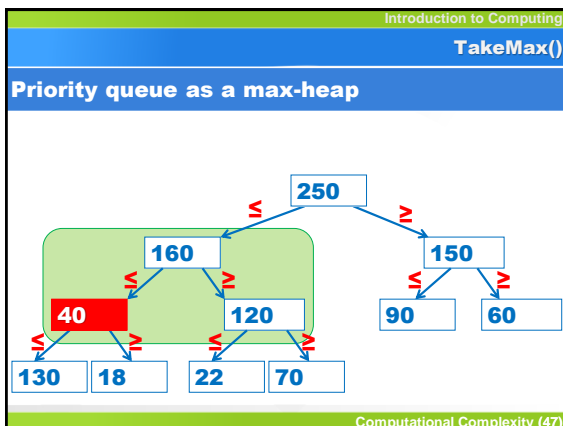 Introduction to Computing
TakeMax()
Priority queue as a max-heap
250
≤ ≥
160 150
≤ ≥ ≤ ≥
40 120 90 60
≤ ≥ ≤ ≥
130 18 22 70
Computational Complexity (47)